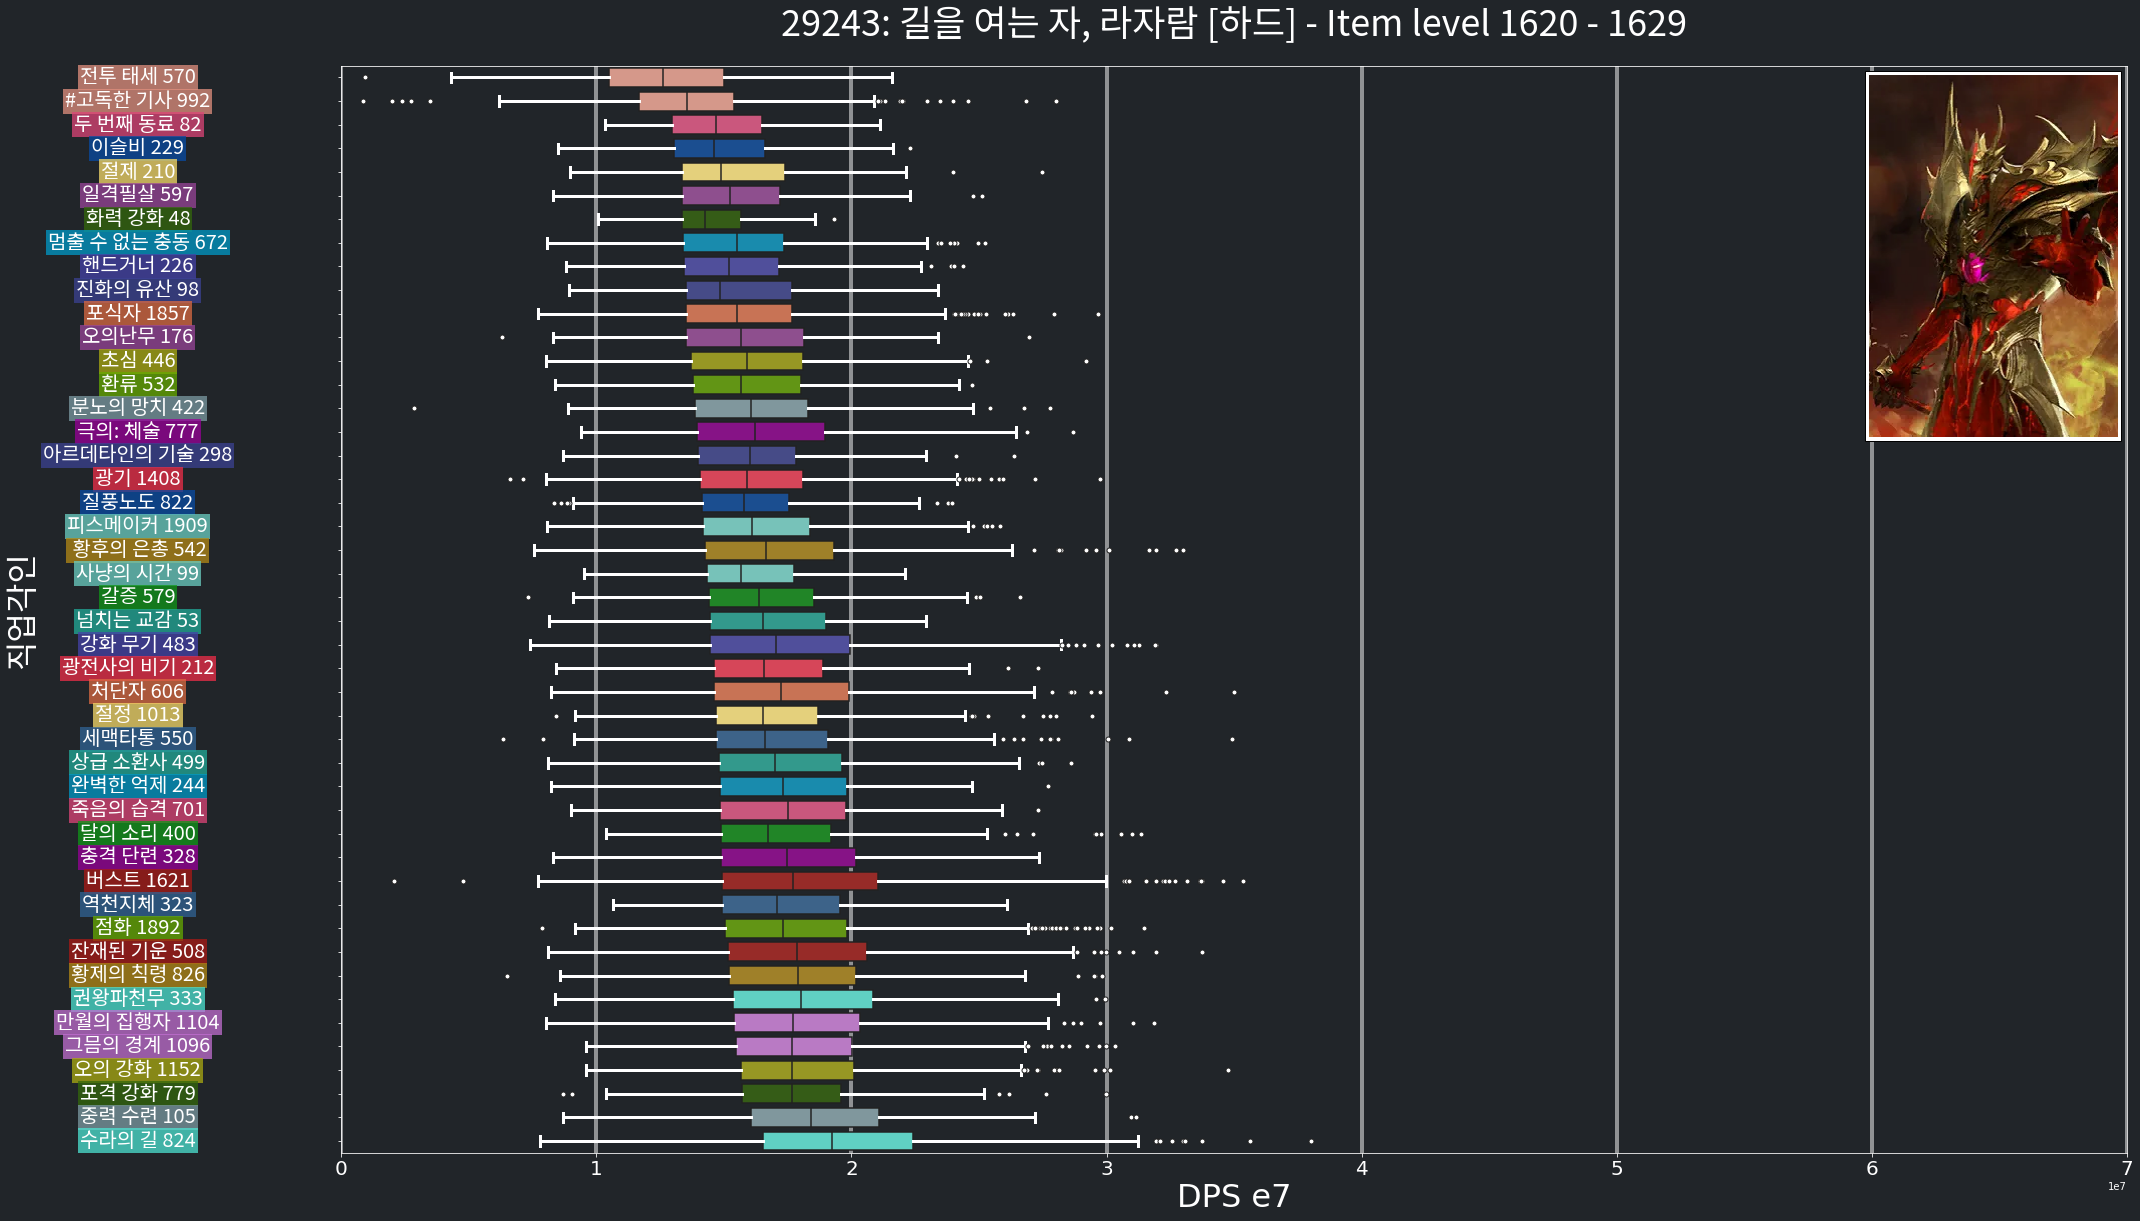 29243: 길을 여는 자, 라자람 [하드] - Item level 1620 - 1629
전투 태세 570
#고독한 기사 992
두 번째 동료 82
이슬비 229
절제 210
일격필살 597
화력 강화 48
멈출 수 없는 충동 672
핸드거너 226
진화의 유산 98
포식자 1857
오의난무 176
초심 446
환류 532
분노의 망치 422
극의: 체술 777
아르데타인의 기술 298
광기 1408
질풍노도 822
피스메이커 1909
황후의 은총 542
사냥의 시간 99
갈증 579
넘치는 교감 53
강화 무기 483
광전사의 비기 212
처단자 606
절정 1013
세맥타통 550
상급 소환사 499
완벽한 억제 244
죽음의 습격 701
달의 소리 400
충격 단련 328
버스트 1621
역천지체 323
점화 1892
잔재된 기운 508
황제의 칙령 826
권왕파천무 333
만월의 집행자 1104
그믐의 경계 1096
오의 강화 1152
포격 강화 779
중력 수련 105
수라의 길 824
직업각인
0 1 2 3 4 5 6 7
DPS e7
1e7